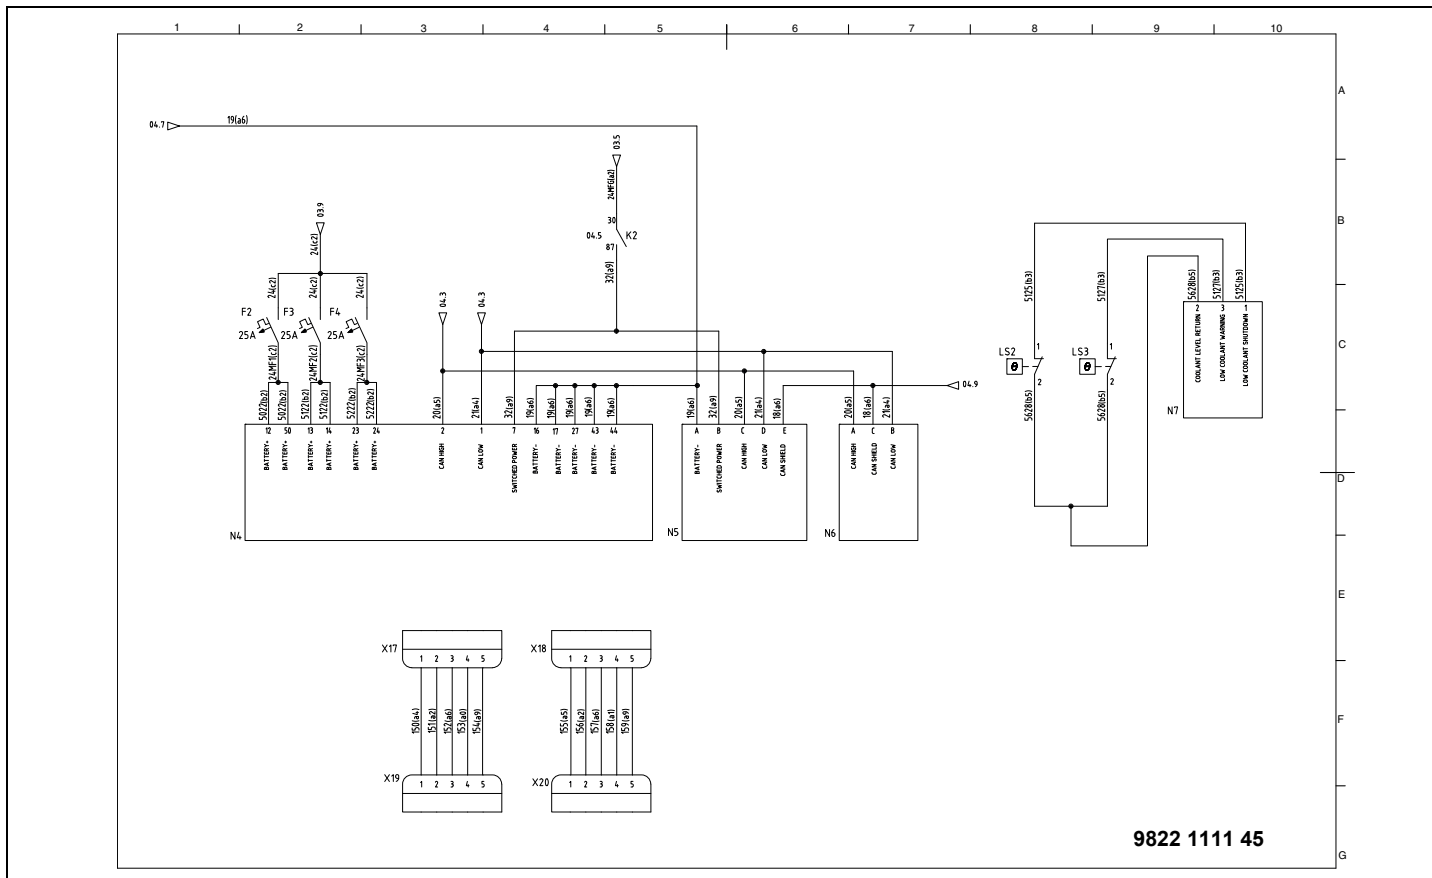 1 2 3 4 5 6 7 8 9 10
A
B
C
D
E
F
G
04.7
19(a6)
03.5
24MFG(a2)
30
04.5
K2
87
32(a9)
03.9
24(c2)
24(c2)
24(c2)
24(c2)
F2
F3
F4
25A
25A
25A
24MF1(c2)
24MF2(c2)
24MF3(c2)
5022(b2)
5022(b2)
5122(b2)
5122(b2)
5222(b2)
5222(b2)
04.3
04.3
20(a5)
21(a4)
32(a9)
19(a6)
19(a6)
19(a6)
19(a6)
19(a6)
12 50 13 14 23 24 2 1 7 16 17 27 43 44
BATTERY+
BATTERY+
BATTERY+
BATTERY+
BATTERY+
BATTERY+
CAN HIGH
CAN LOW
SWITCHED POWER
BATTERY-
BATTERY-
BATTERY-
BATTERY-
BATTERY-
N4
19(a6)
32(a9)
20(a5)
21(a4)
18(a6)
A B C D E
BATTERY-
SWITCHED POWER
CAN HIGH
CAN LOW
CAN SHIELD
N5
04.9
20(a5)
18(a6)
21(a4)
A C B
CAN HIGH
CAN SHIELD
CAN LOW
N6
5125(b3)
5127(b3)
LS2
1
2
θ
LS3
1
2
θ
5628(b5)
5628(b5)
5628(b5)
5127(b3)
5125(b3)
2 3 1
COOLANT LEVEL RETURN
LOW COOLANT WARNING
LOW COOLANT SHUTDOWN
N7
X17
1 2 3 4 5
150(a4)
151(a2)
152(a6)
153(a0)
154(a9)
X19
1 2 3 4 5
X18
1 2 3 4 5
155(a5)
156(a2)
157(a6)
158(a1)
159(a9)
X20
1 2 3 4 5
9822 1111 45